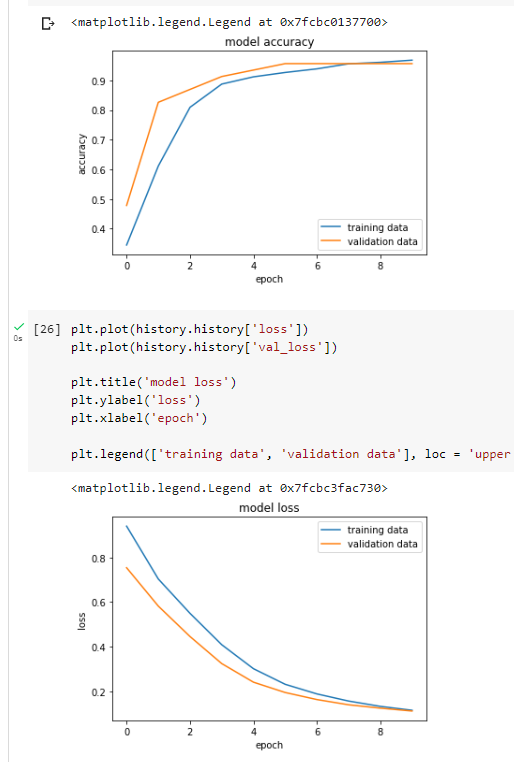 <matplotlib.legend.Legend at 0x7fcbc0137700>
model accuracy
0.9
0.8
0.7
0.6
0.5
0.4
accuracy
training data
validation data
0 2 4 6 8
epoch
[26] plt.plot(history.history['loss'])
0s
plt.plot(history.history['val_loss'])
plt.title('model loss')
plt.ylabel('loss')
plt.xlabel('epoch')
plt.legend(['training data', 'validation data'], loc = 'upper
<matplotlib.legend.Legend at 0x7fcbc3fac730>
model loss
training data
validation data
0.8
0.6
0.4
0.2
loss
0 2 4 6 8
epoch